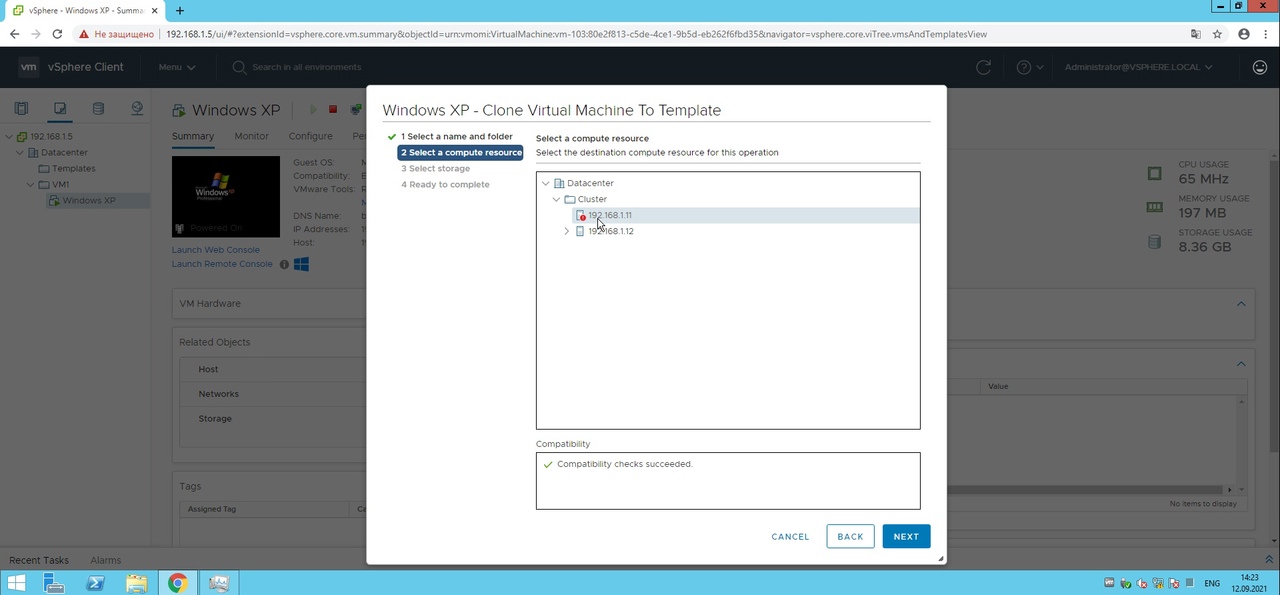 vSphere - Windows XP - Summa
Не защищено
192.168.1.5/ui/#?extensionId=vsphere.core.vm.summary&objectId=urn:vmomi:VirtualMachine:vm-103:80e2f813-c5de-4ce1-9b5d-eb262f6fbd35&navigator=vsphere.core.viTree.vmsAndTemplatesView
vm vSphere Client
Menu
Search in all environments
Administrator@VSPHERE.LOCAL
192.168.1.5
Datacenter
Templates
VM1
Windows XP
Windows XP
Summary
Monitor
Configure
Windows
Professional
Powered On
Launch Web Console
Launch Remote Console
Guest OS:
Compatibility:
VMware Tools:
DNS Name:
IP Addresses:
Host:
VM Hardware
Related Objects
Host
Networks
Storage
Tags
Assigned Tag
Windows XP - Clone Virtual Machine To Template
1 Select a name and folder
2 Select a compute resource
3 Select storage
4 Ready to complete
Select a compute resource
Select the destination compute resource for this operation
Datacenter
Cluster
192.168.1.11
192.168.1.12
Compatibility
Compatibility checks succeeded.
CANCEL
BACK
NEXT
CPU USAGE
65 MHz
MEMORY USAGE
197 MB
STORAGE USAGE
8.36 GB
Value
No items to display
Recent Tasks
Alarms
ENG
14:23
12.09.2021